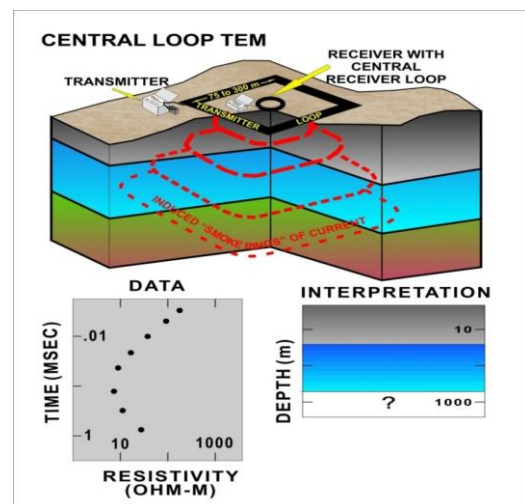 CENTRAL LOOP TEM
RECEIVER WITH
CENTRAL
RECEIVER LOOP
TRANSMITTER
75 to 300 m
TRANSMITTER
LOOP
INDUCED "SMOKE RINGS" OF CURRENT
DATA
TIME (MSEC)
.01
1
10
1000
RESISTIVITY
(OHM-M)
INTERPRETATION
DEPTH (m)
10
?
1000